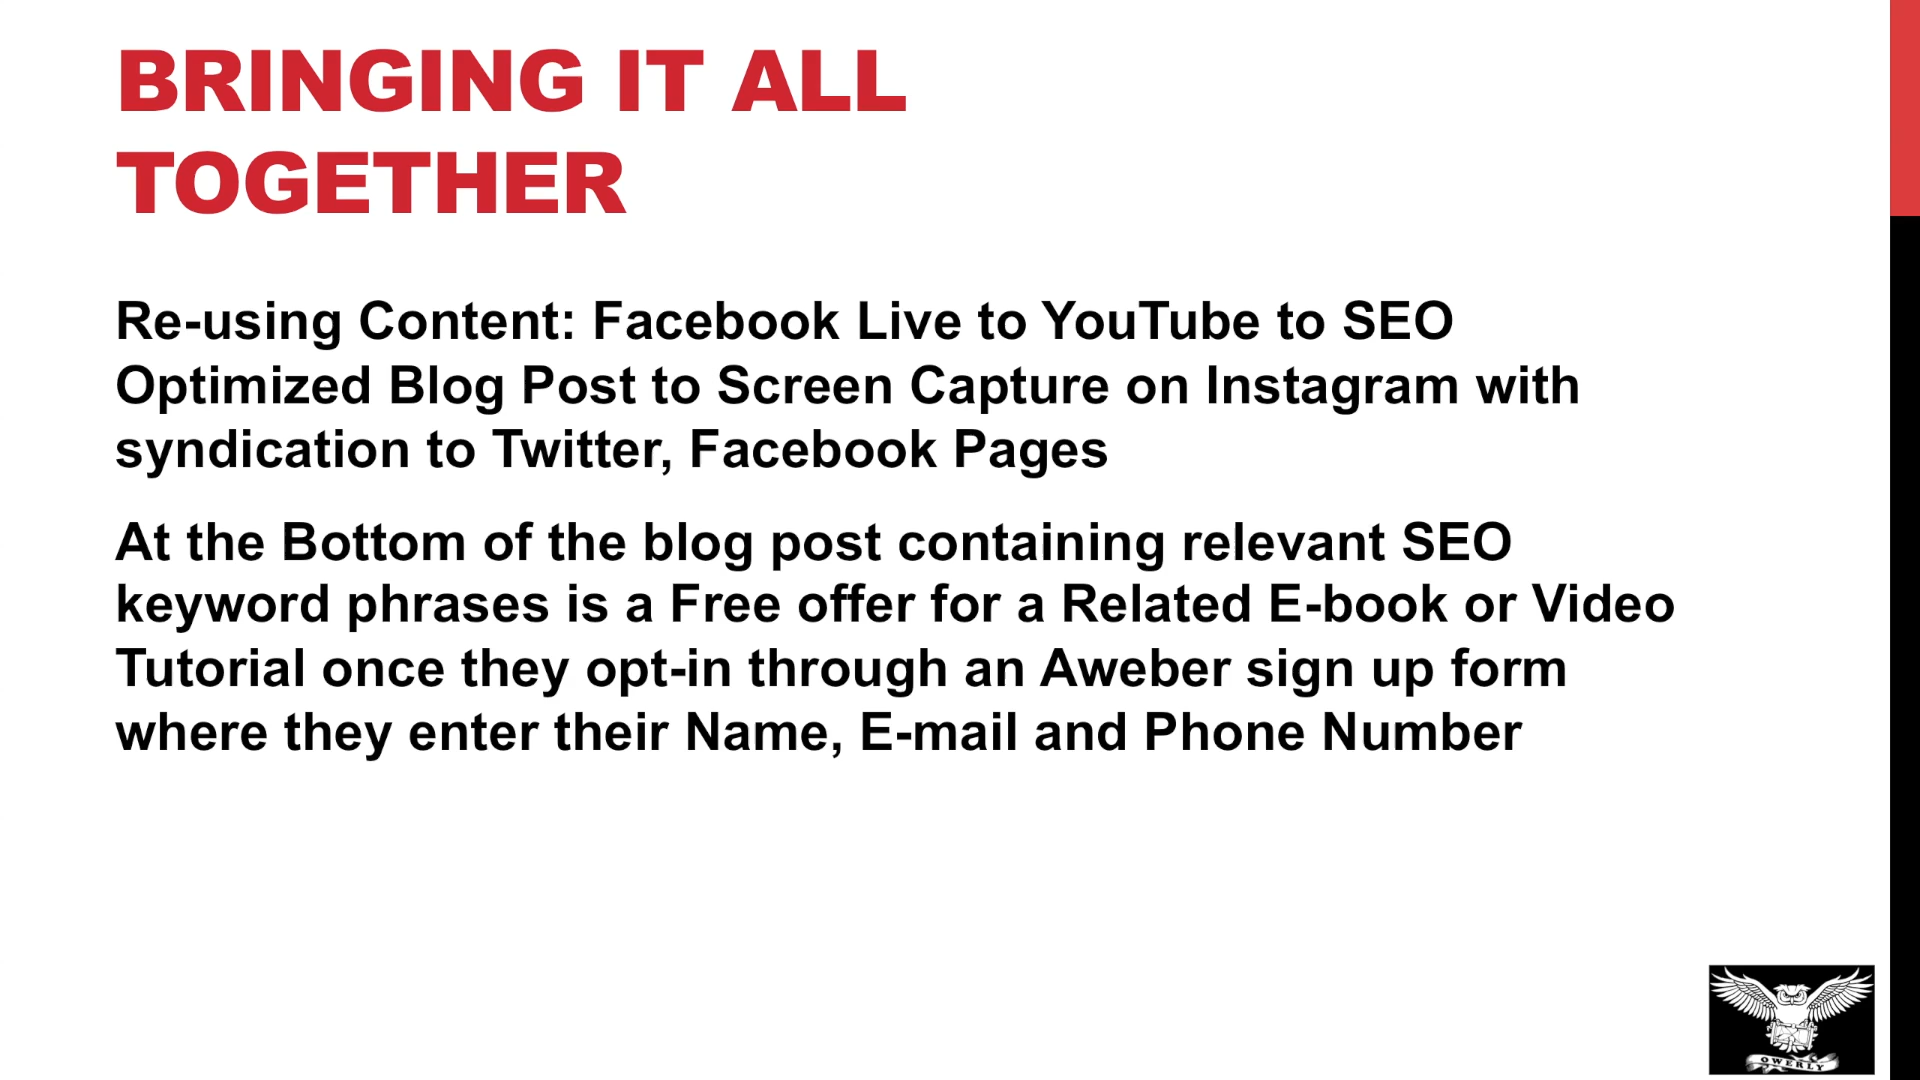 BRINGING IT ALL
TOGETHER
Re-using Content: Facebook Live to YouTube to SEO
Optimized Blog Post to Screen Capture on Instagram with
syndication to Twitter, Facebook Pages
At the Bottom of the blog post containing relevant SEO
keyword phrases is a Free offer for a Related E-book or Video
Tutorial once they opt-in through an Aweber sign up form
where they enter their Name, E-mail and Phone Number
OWERLY